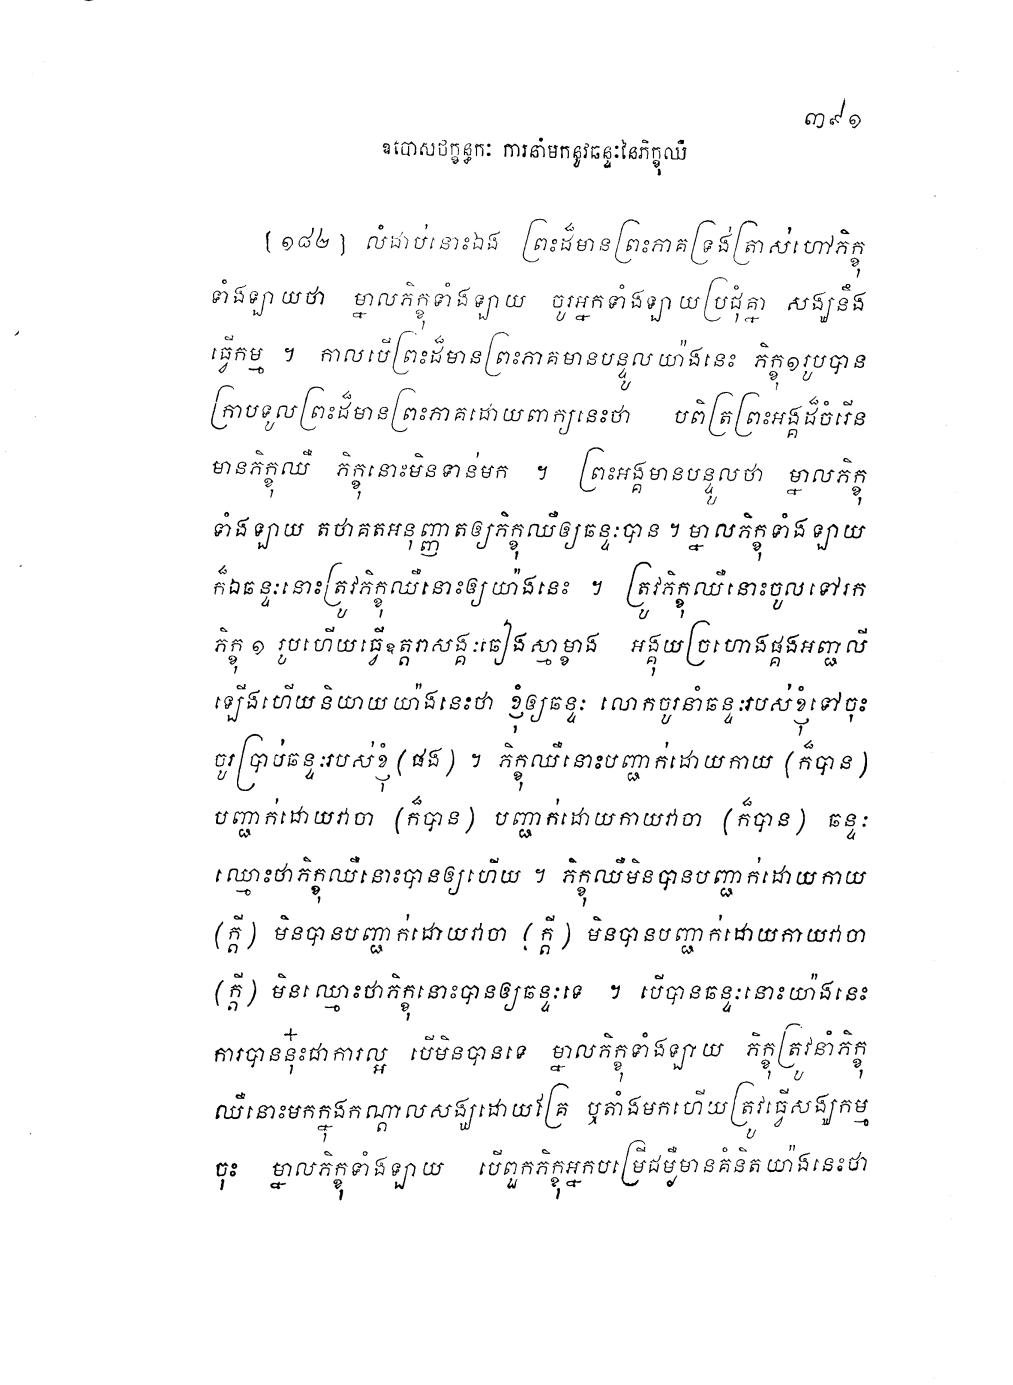 ៣៩១
ឧបោសថក្ខន្ធកៈ ការនាំមកនូវឆន្ទៈនៃភិក្ខុឈឺ
[១៨២] លំដាប់នោះឯង ព្រះដ៏មានព្រះភាគទ្រង់ត្រាស់ហៅភិក្ខុ
ទាំងឡាយថា ម្នាលភិក្ខុទាំងឡាយ ចូរអ្នកទាំងឡាយប្រជុំគ្នា សង្ឃនឹង
ធ្វើកម្ម ។ កាលបើព្រះដ៏មានព្រះភាគមានបន្ទូលយ៉ាងនេះ ភិក្ខុ១រូបបាន
ក្រាបទូលព្រះដ៏មានព្រះភាគដោយពាក្យនេះថា បពិត្រព្រះអង្គដ៏ចំរើន
មានភិក្ខុឈឺ ភិក្ខុនោះមិនទាន់មក ។ ព្រះអង្គមានបន្ទូលថា ម្នាលភិក្ខុ
ទាំងឡាយ តថាគតអនុញ្ញាតឲ្យភិក្ខុឈឺឲ្យឆន្ទៈបាន ។ ម្នាលភិក្ខុទាំងឡាយ
ក៏ឯឆន្ទៈនោះត្រូវភិក្ខុឈឺនោះឲ្យយ៉ាងនេះ ។ ត្រូវភិក្ខុឈឺនោះចូលទៅរក
ភិក្ខុ ១ រូបហើយធ្វើឧត្តរាសង្គៈឆៀងស្មាម្ខាង អង្គុយច្រហោងផ្គងអញ្ជលី
ឡើងហើយនិយាយយ៉ាងនេះថា ខ្ញុំឲ្យឆន្ទៈ លោកចូរនាំឆន្ទៈរបស់ខ្ញុំទៅចុះ
ចូរប្រាប់ឆន្ទៈរបស់ខ្ញុំ (ផង) ។ ភិក្ខុឈឺនោះបញ្ជាក់ដោយកាយ (ក៏បាន)
បញ្ជាក់ដោយវាចា (ក៏បាន) បញ្ជាក់ដោយកាយវាចា (ក៏បាន) ឆន្ទៈ
ឈ្មោះថាភិក្ខុឈឺនោះបានឲ្យហើយ ។ ភិក្ខុឈឺមិនបានបញ្ជាក់ដោយកាយ
(ក្តី) មិនបានបញ្ជាក់ដោយវាចា (ក្តី) មិនបានបញ្ជាក់ដោយកាយវាចា
(ក្តី) មិនឈ្មោះថាភិក្ខុនោះបានឲ្យឆន្ទៈទេ ។ បើបានឆន្ទៈនោះយ៉ាងនេះ
ការបាននុ៎ះជាការល្អ បើមិនបានទេ ម្នាលភិក្ខុទាំងឡាយ ភិក្ខុត្រូវនាំភិក្ខុ
ឈឺនោះមកក្នុងកណ្តាលសង្ឃដោយគ្រែ ឬតាំងមកហើយត្រូវធ្វើសង្ឃកម្ម
ចុះ ម្នាលភិក្ខុទាំងឡាយ បើពួកភិក្ខុអ្នកបម្រើជម្ងឺមានគំនិតយ៉ាងនេះថា